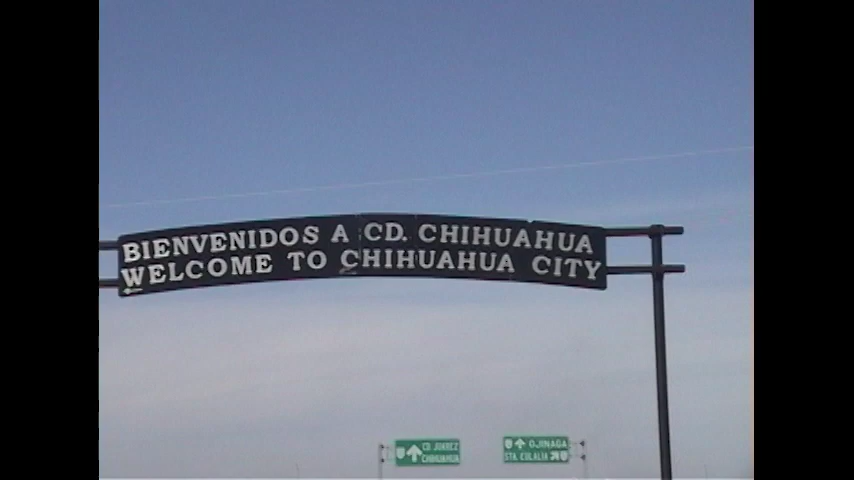 BIENVENIDOS A CD. CHIHUAHUA
WELCOME TO CHIHUAHUA CITY
CD. JUAREZ
CHIHUAHUA
OJINAGA
STA. EULALIA